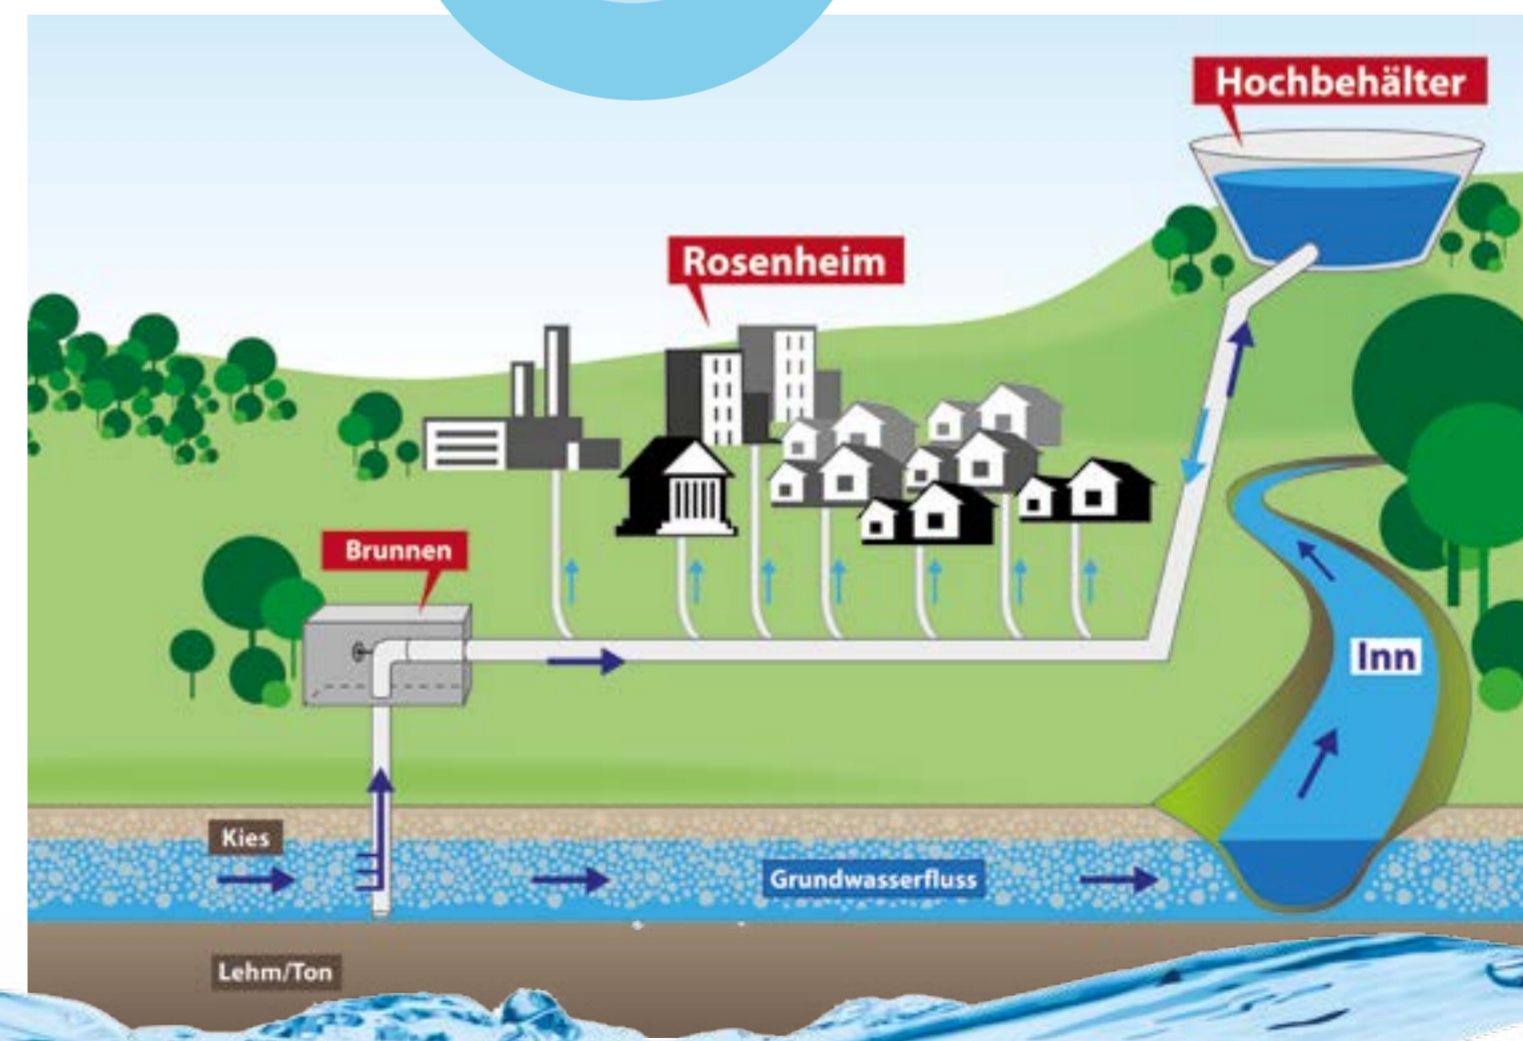 Hochbehälter
Rosenheim
Brunnen
Inn
Kies
Grundwasserfluss
Lehm/Ton